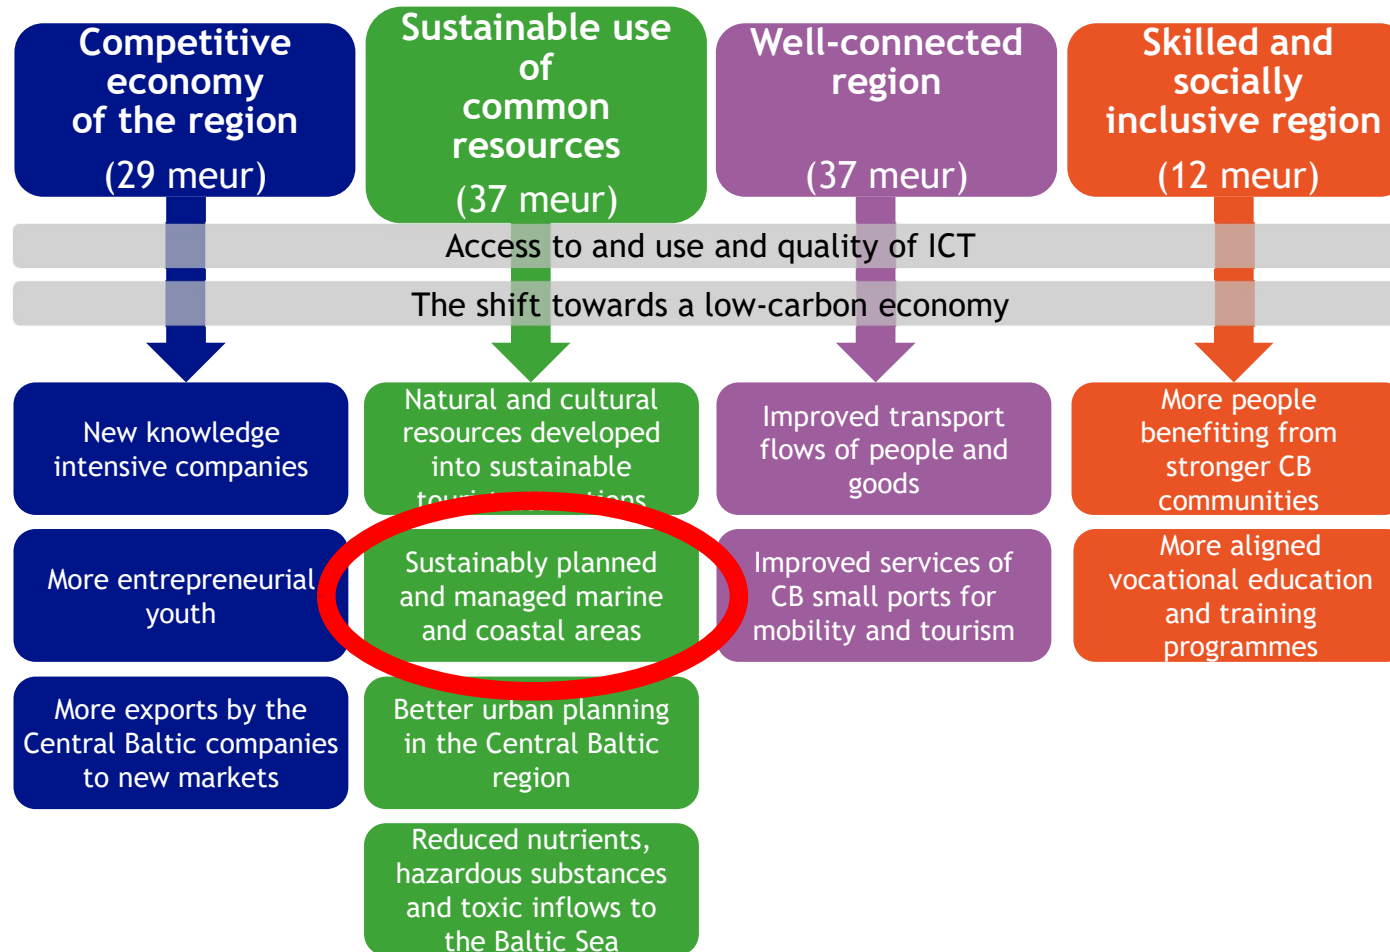 Competitive
economy
of the region
(29 meur)
Sustainable use
of
common
resources
(37 meur)
Well-connected
region
(37 meur)
Skilled and
socially
inclusive region
(12 meur)
Access to and use and quality of ICT
The shift towards a low-carbon economy
New knowledge
intensive companies
More entrepreneurial
youth
More exports by the
Central Baltic companies
to new markets
Natural and cultural
resources developed
into sustainable
Sustainably planned
and managed marine
and coastal areas
Better urban planning
in the Central Baltic
region
Reduced nutrients,
hazardous substances
and toxic inflows to
the Baltic Sea
Improved transport
flows of people and
goods
Improved services of
CB small ports for
mobility and tourism
More people
benefiting from
stronger CB
communities
More aligned
vocational education
and training
programmes